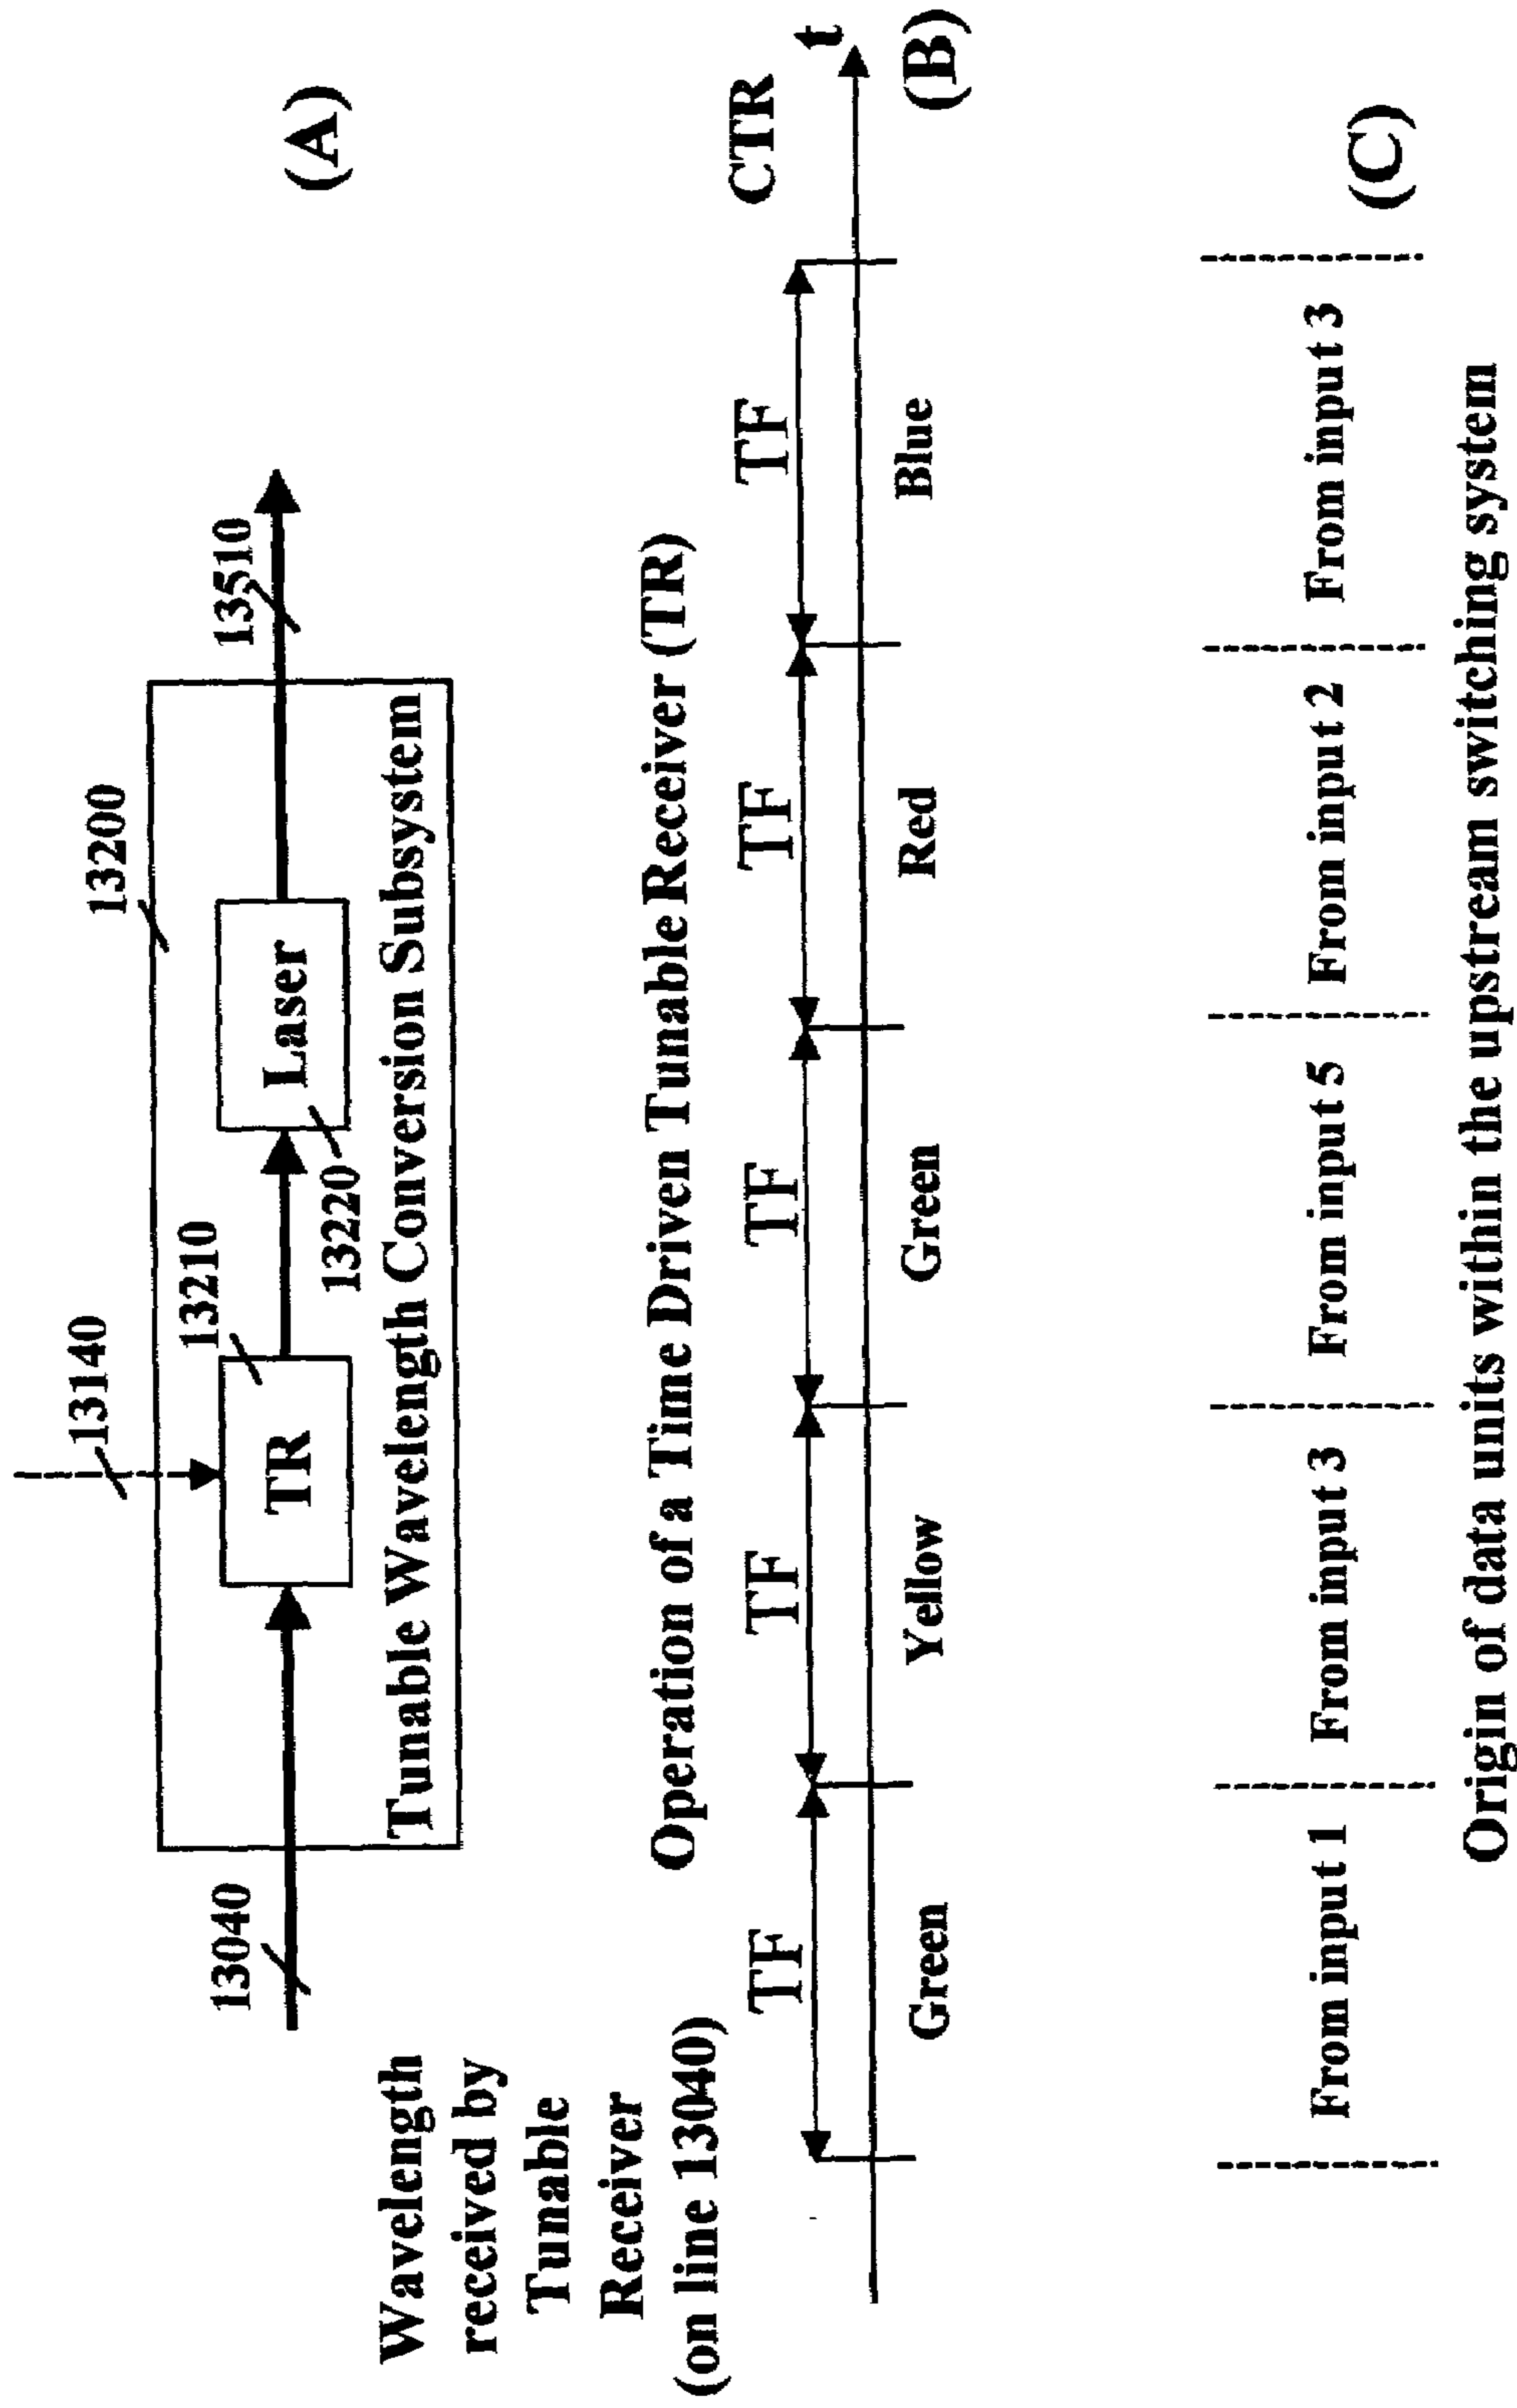 13140
13200
13210
13040
TR
Laser
13510
13220
Tunable Wavelength Conversion Subsystem
(A)
Wavelength
received by
Tunable
Receiver
(on line 13040)
Operation of a Time Driven Tunable Receiver (TR)
TF TF TF TF TF CTR
t
Green Yellow Green Red Blue
(B)
From input 1 From input 3 From input 5 From input 2 From input 3
(C)
Origin of data units within the upstream switching system